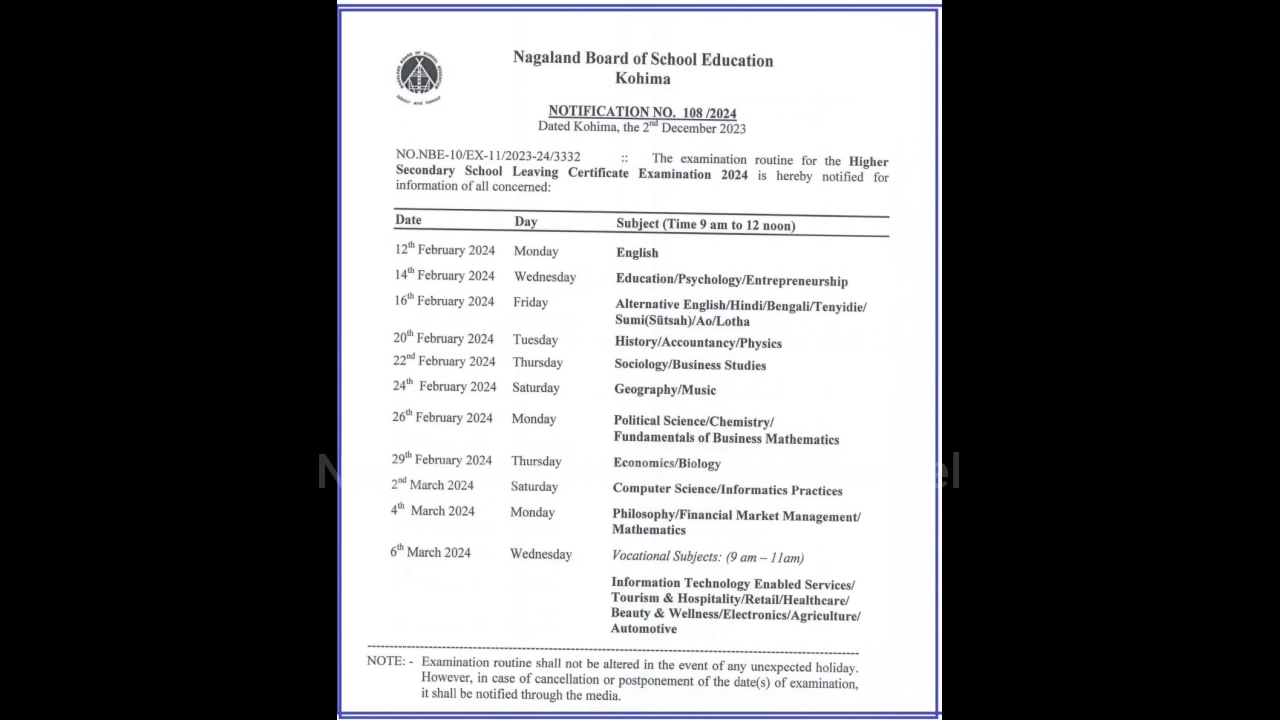 Nagaland Board of School Education
Kohima
NOTIFICATION NO. 108 /2024
Dated Kohima, the 2nd December 2023
NO.NBE-10/EX-11/2023-24/3332 :: The examination routine for the Higher
Secondary School Leaving Certificate Examination 2024 is hereby notified for
information of all concerned:
Date Day Subject (Time 9 am to 12 noon)
12th February 2024 Monday English
14th February 2024 Wednesday Education/Psychology/Entrepreneurship
16th February 2024 Friday Alternative English/Hindi/Bengali/Tenyidie/
Sumi(Sütsah)/Ao/Lotha
20th February 2024 Tuesday History/Accountancy/Physics
22nd February 2024 Thursday Sociology/Business Studies
24th February 2024 Saturday Geography/Music
26th February 2024 Monday Political Science/Chemistry/
Fundamentals of Business Mathematics
29th February 2024 Thursday Economics/Biology
2nd March 2024 Saturday Computer Science/Informatics Practices
4th March 2024 Monday Philosophy/Financial Market Management/
Mathematics
6th March 2024 Wednesday Vocational Subjects: (9 am – 11am)
Information Technology Enabled Services/
Tourism & Hospitality/Retail/Healthcare/
Beauty & Wellness/Electronics/Agriculture/
Automotive
NOTE: - Examination routine shall not be altered in the event of any unexpected holiday.
However, in case of cancellation or postponement of the date(s) of examination,
it shall be notified through the media.